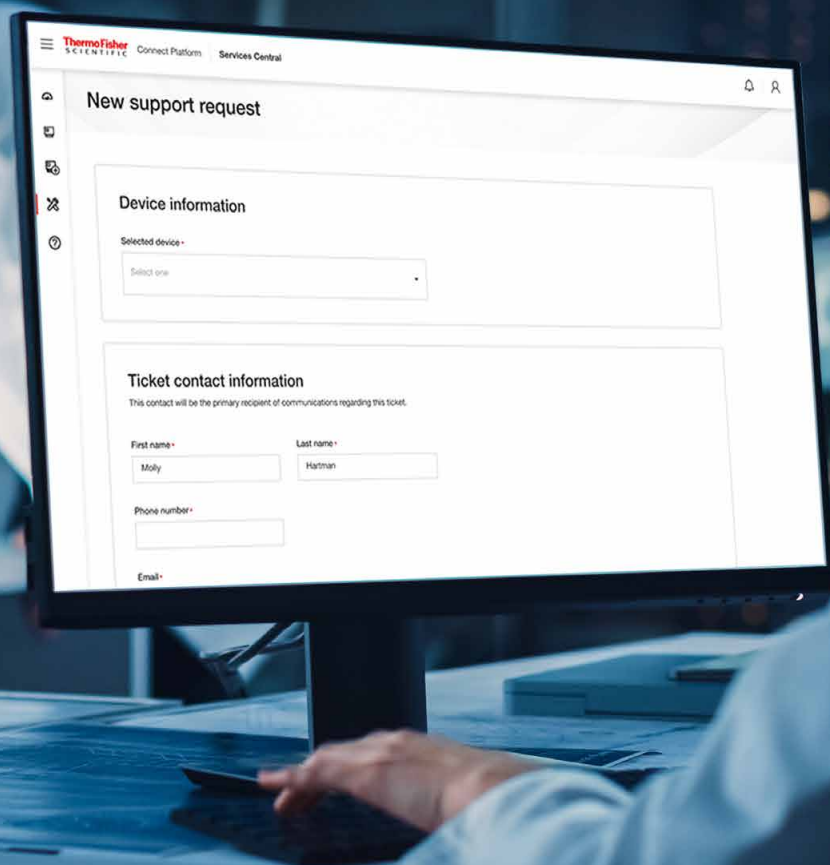 ThermoFisher
SCIENTIFIC
Connect Platform
Services Central
New support request
Device information
Selected device •
Select one
Ticket contact information
This contact will be the primary recipient of communications regarding this ticket.
First name • Last name •
Molly Hartman
Phone number •
Email •